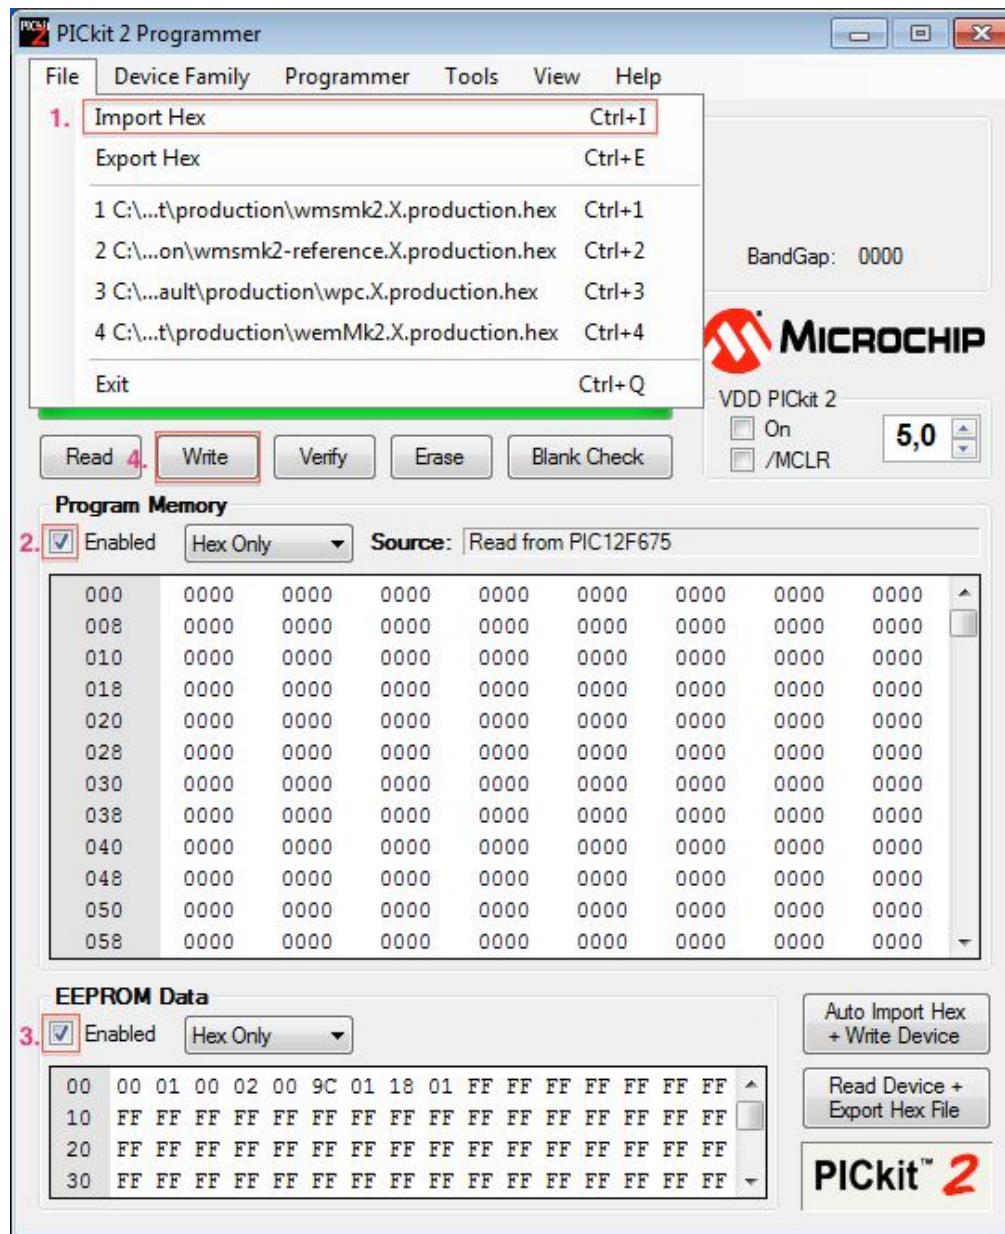 PICkit 2 Programmer
File Device Family Programmer Tools View Help
1. Import Hex Ctrl+I
Export Hex Ctrl+E
1 C:\...t\production\wmsmk2.X.production.hex Ctrl+1
2 C:\...on\wmsmk2-reference.X.production.hex Ctrl+2
3 C:\...ault\production\wpc.X.production.hex Ctrl+3
4 C:\...t\production\wemMk2.X.production.hex Ctrl+4
Exit Ctrl+Q
BandGap: 0000
MICROCHIP
VDD PICkit 2
On
/MCLR
5,0
Read 4. Write Verify Erase Blank Check
Program Memory
2. Enabled Hex Only Source: Read from PIC12F675
000 0000 0000 0000 0000 0000 0000 0000 0000
008 0000 0000 0000 0000 0000 0000 0000 0000
010 0000 0000 0000 0000 0000 0000 0000 0000
018 0000 0000 0000 0000 0000 0000 0000 0000
020 0000 0000 0000 0000 0000 0000 0000 0000
028 0000 0000 0000 0000 0000 0000 0000 0000
030 0000 0000 0000 0000 0000 0000 0000 0000
038 0000 0000 0000 0000 0000 0000 0000 0000
040 0000 0000 0000 0000 0000 0000 0000 0000
048 0000 0000 0000 0000 0000 0000 0000 0000
050 0000 0000 0000 0000 0000 0000 0000 0000
058 0000 0000 0000 0000 0000 0000 0000 0000
EEPROM Data
3. Enabled Hex Only
00 00 01 00 02 00 9C 01 18 01 FF FF FF FF FF FF FF
10 FF FF FF FF FF FF FF FF FF FF FF FF FF FF FF FF
20 FF FF FF FF FF FF FF FF FF FF FF FF FF FF FF FF
30 FF FF FF FF FF FF FF FF FF FF FF FF FF FF FF FF
Auto Import Hex
+ Write Device
Read Device +
Export Hex File
PICkit™ 2